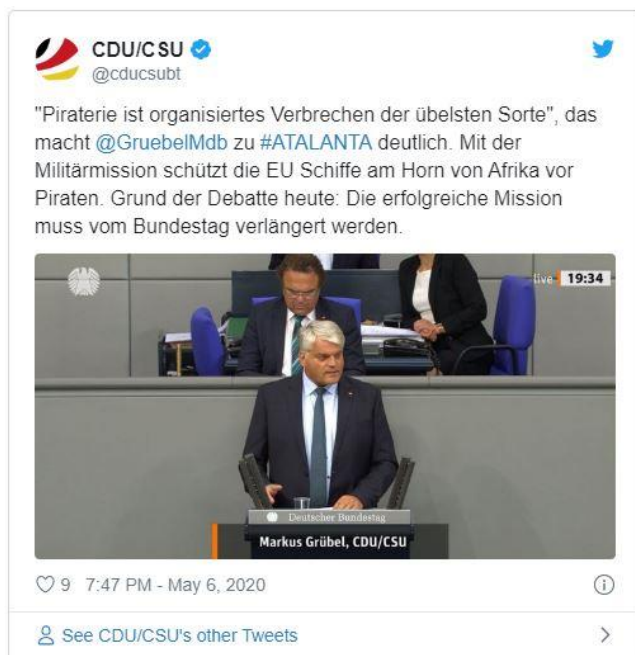 CDU/CSU
@cducsubt
"Piraterie ist organisiertes Verbrechen der übelsten Sorte", das
macht @GruebelMdb zu #ATALANTA deutlich. Mit der
Militärmission schützt die EU Schiffe am Horn von Afrika vor
Piraten. Grund der Debatte heute: Die erfolgreiche Mission
muss vom Bundestag verlängert werden.
live 19:34
Deutscher Bundestag
Markus Grübel, CDU/CSU
9 7:47 PM - May 6, 2020
See CDU/CSU's other Tweets